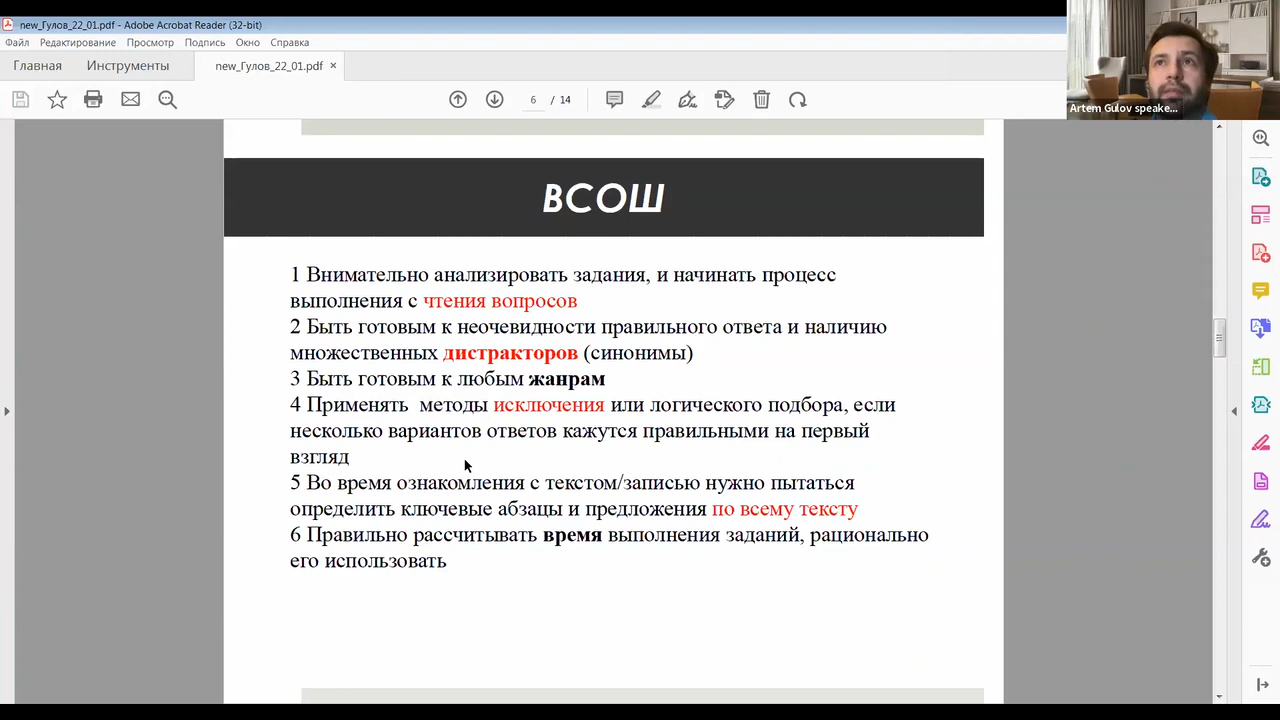 new_Гулов_22_01.pdf - Adobe Acrobat Reader (32-bit)
Файл Редактирование Просмотр Подпись Окно Справка
Главная Инструменты new_Гулов_22_01.pdf ×
6 / 14
Artem Gulov speake...
ВСОШ
1 Внимательно анализировать задания, и начинать процесс
выполнения с чтения вопросов
2 Быть готовым к неочевидности правильного ответа и наличию
множественных дистракторов (синонимы)
3 Быть готовым к любым жанрам
4 Применять методы исключения или логического подбора, если
несколько вариантов ответов кажутся правильными на первый
взгляд
5 Во время ознакомления с текстом/записью нужно пытаться
определить ключевые абзацы и предложения по всему тексту
6 Правильно рассчитывать время выполнения заданий, рационально
его использовать